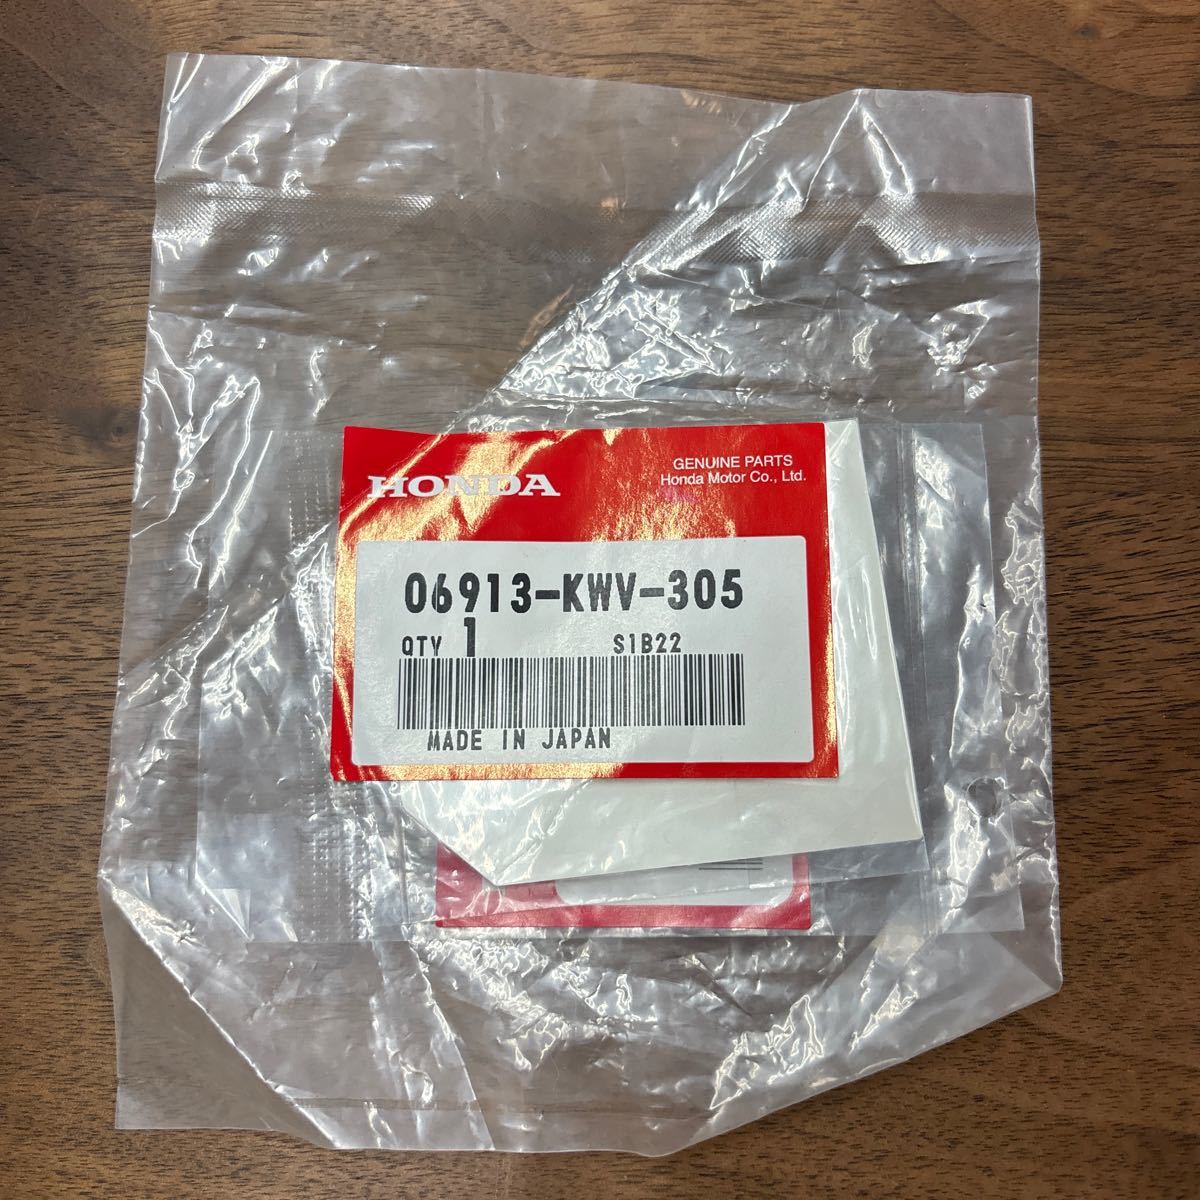 HONDA
GENUINE PARTS
Honda Motor Co., Ltd.
06913-KWV-305
QTY 1 S1B22
MADE IN JAPAN